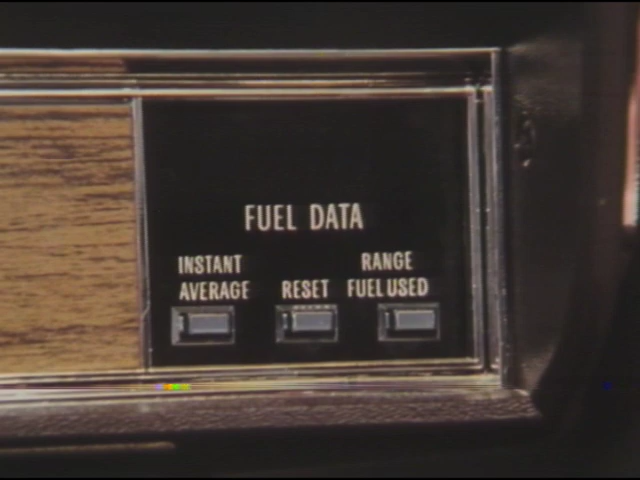 FUEL DATA
INSTANT
AVERAGE
RESET
RANGE
FUEL USED